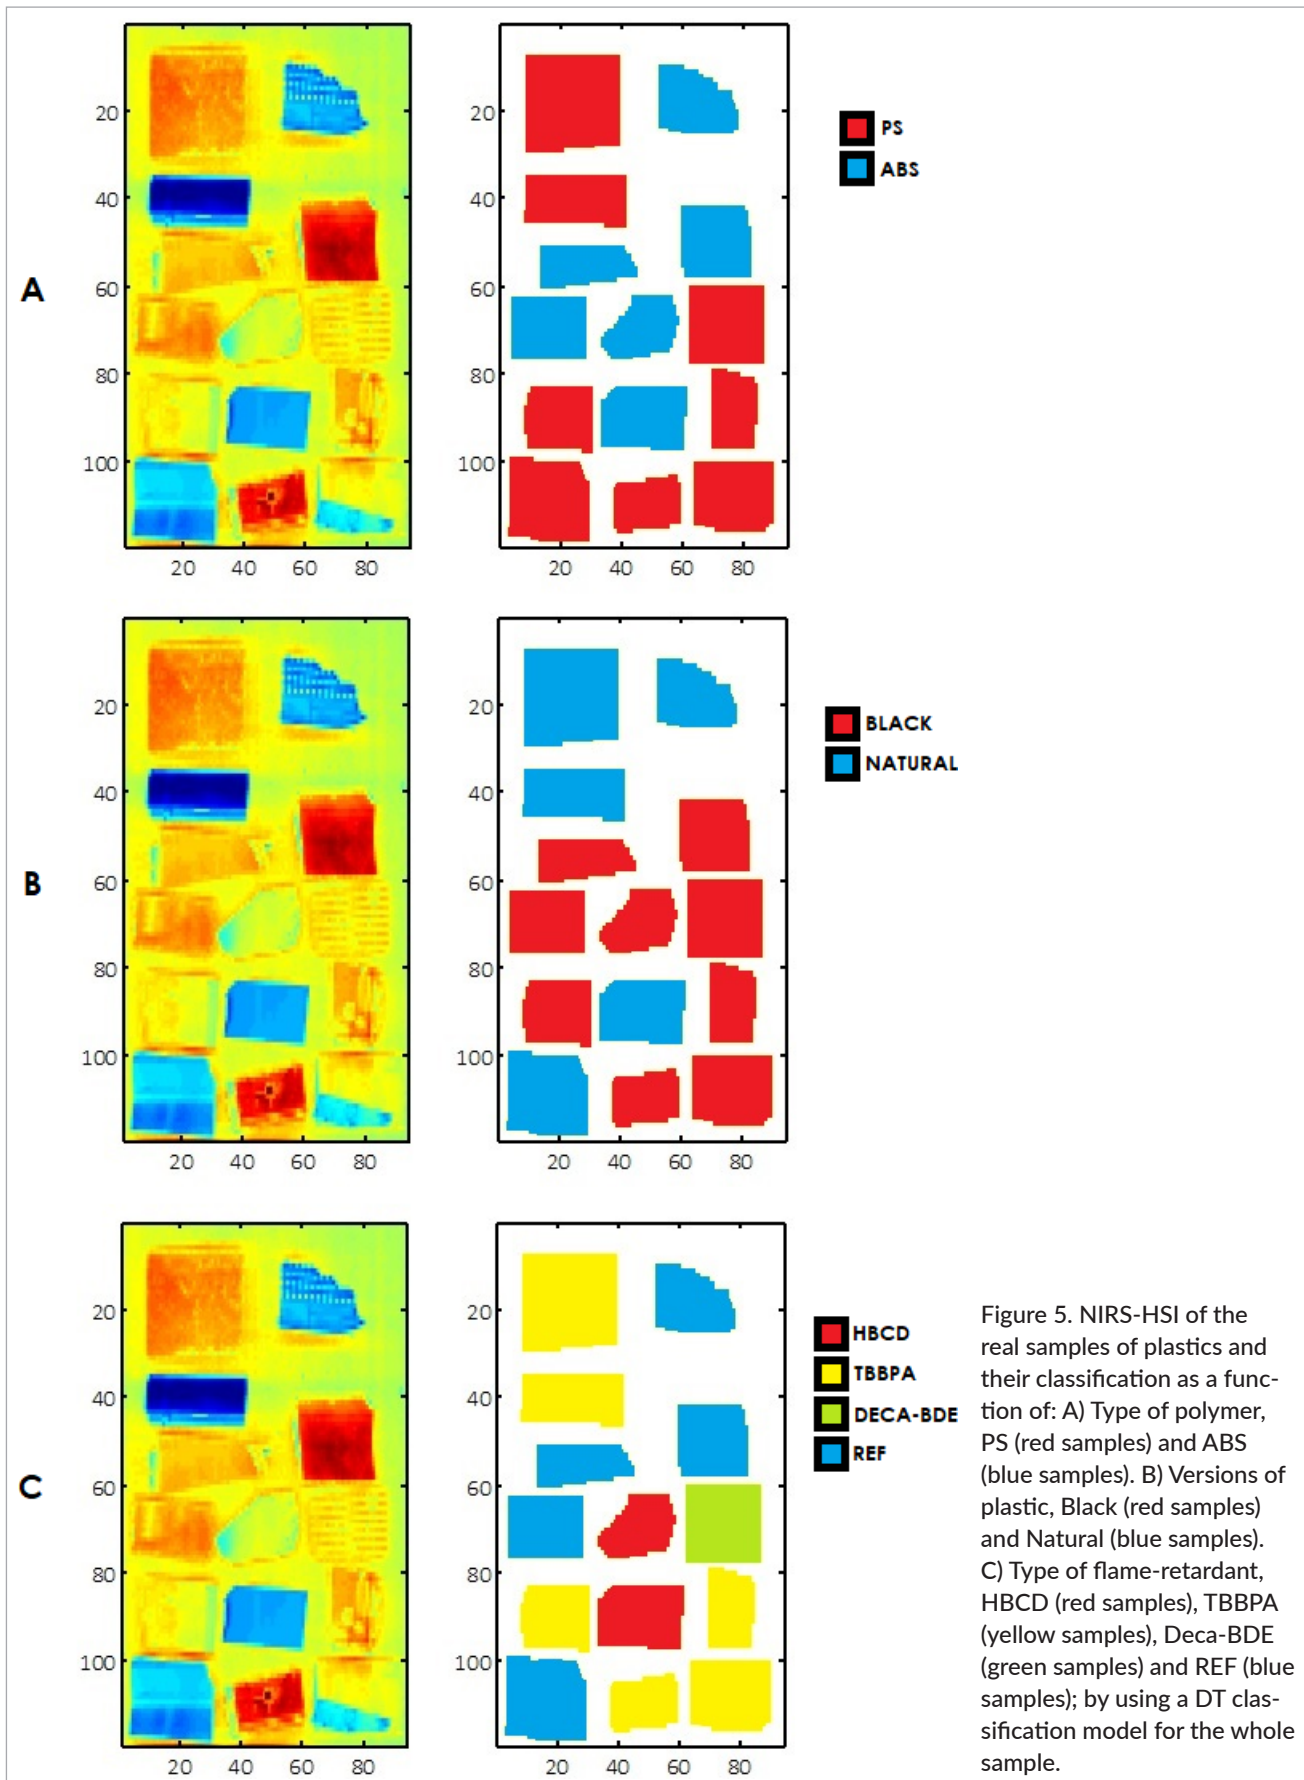 20
40
60
80
100
20 40 60 80
A
20
40
60
80
100
20 40 60 80
PS
ABS
20
40
60
80
100
20 40 60 80
B
20
40
60
80
100
20 40 60 80
BLACK
NATURAL
20
40
60
80
100
20 40 60 80
C
20
40
60
80
100
20 40 60 80
HBCD
TBBPA
DECA-BDE
REF
Figure 5. NIRS-HSI of the
real samples of plastics and
their classification as a func-
tion of: A) Type of polymer,
PS (red samples) and ABS
(blue samples). B) Versions of
plastic, Black (red samples)
and Natural (blue samples).
C) Type of flame-retardant,
HBCD (red samples), TBBPA
(yellow samples), Deca-BDE
(green samples) and REF (blue
samples); by using a DT clas-
sification model for the whole
sample.